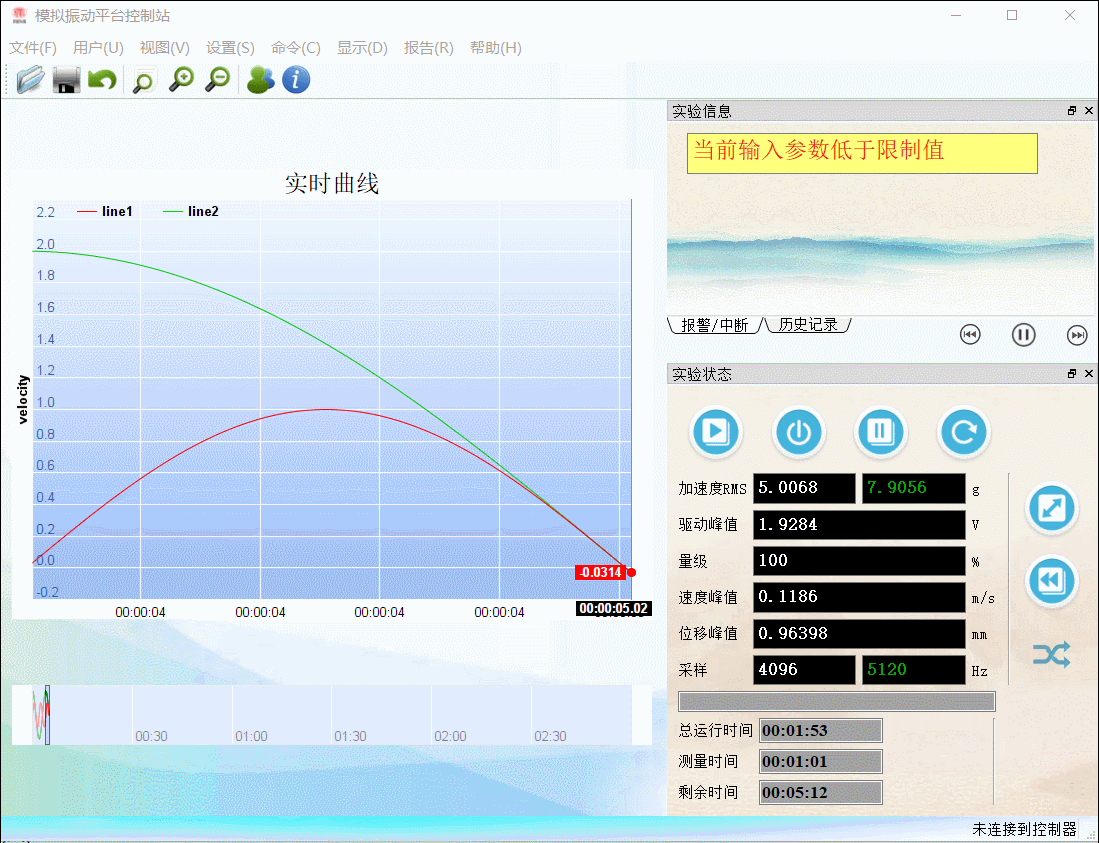 模拟振动平台控制站
文件(F) 用户(U) 视图(V) 设置(S) 命令(C) 显示(D) 报告(R) 帮助(H)
实时曲线
line1 line2
2.2
2.0
1.8
1.6
1.4
1.2
1.0
0.8
0.6
0.4
0.2
0.0
-0.2
velocity
-0.0314
00:00:04 00:00:04 00:00:04 00:00:04 00:00:05.02
00:30 01:00 01:30 02:00 02:30
实验信息
当前输入参数低于限制值
报警/中断 历史记录
实验状态
加速度RMS 5.0068 7.9056 g
驱动峰值 1.9284 V
量级 100 %
速度峰值 0.1186 m/s
位移峰值 0.96398 mm
采样 4096 5120 Hz
总运行时间 00:01:53
测量时间 00:01:01
剩余时间 00:05:12
未连接到控制器